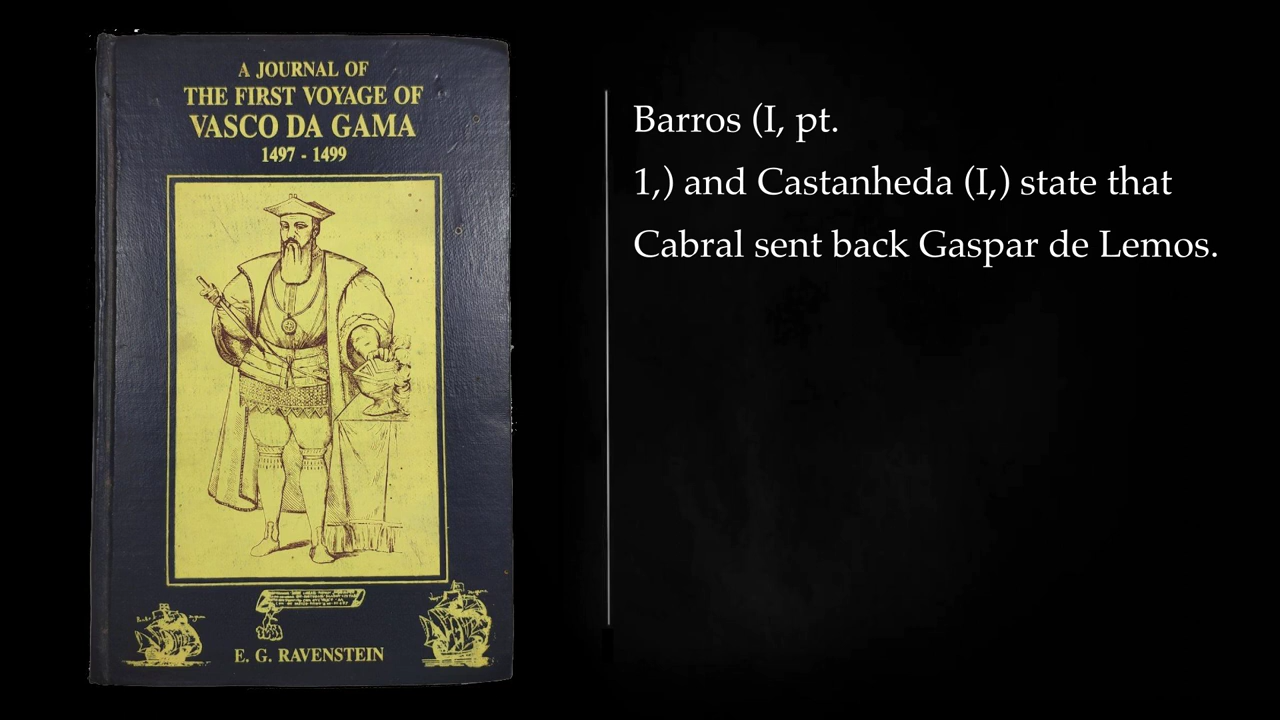 A JOURNAL OF
THE FIRST VOYAGE OF
VASCO DA GAMA
1497 - 1499
E. G. RAVENSTEIN
Barros (I, pt.
1,) and Castanheda (I,) state that
Cabral sent back Gaspar de Lemos.